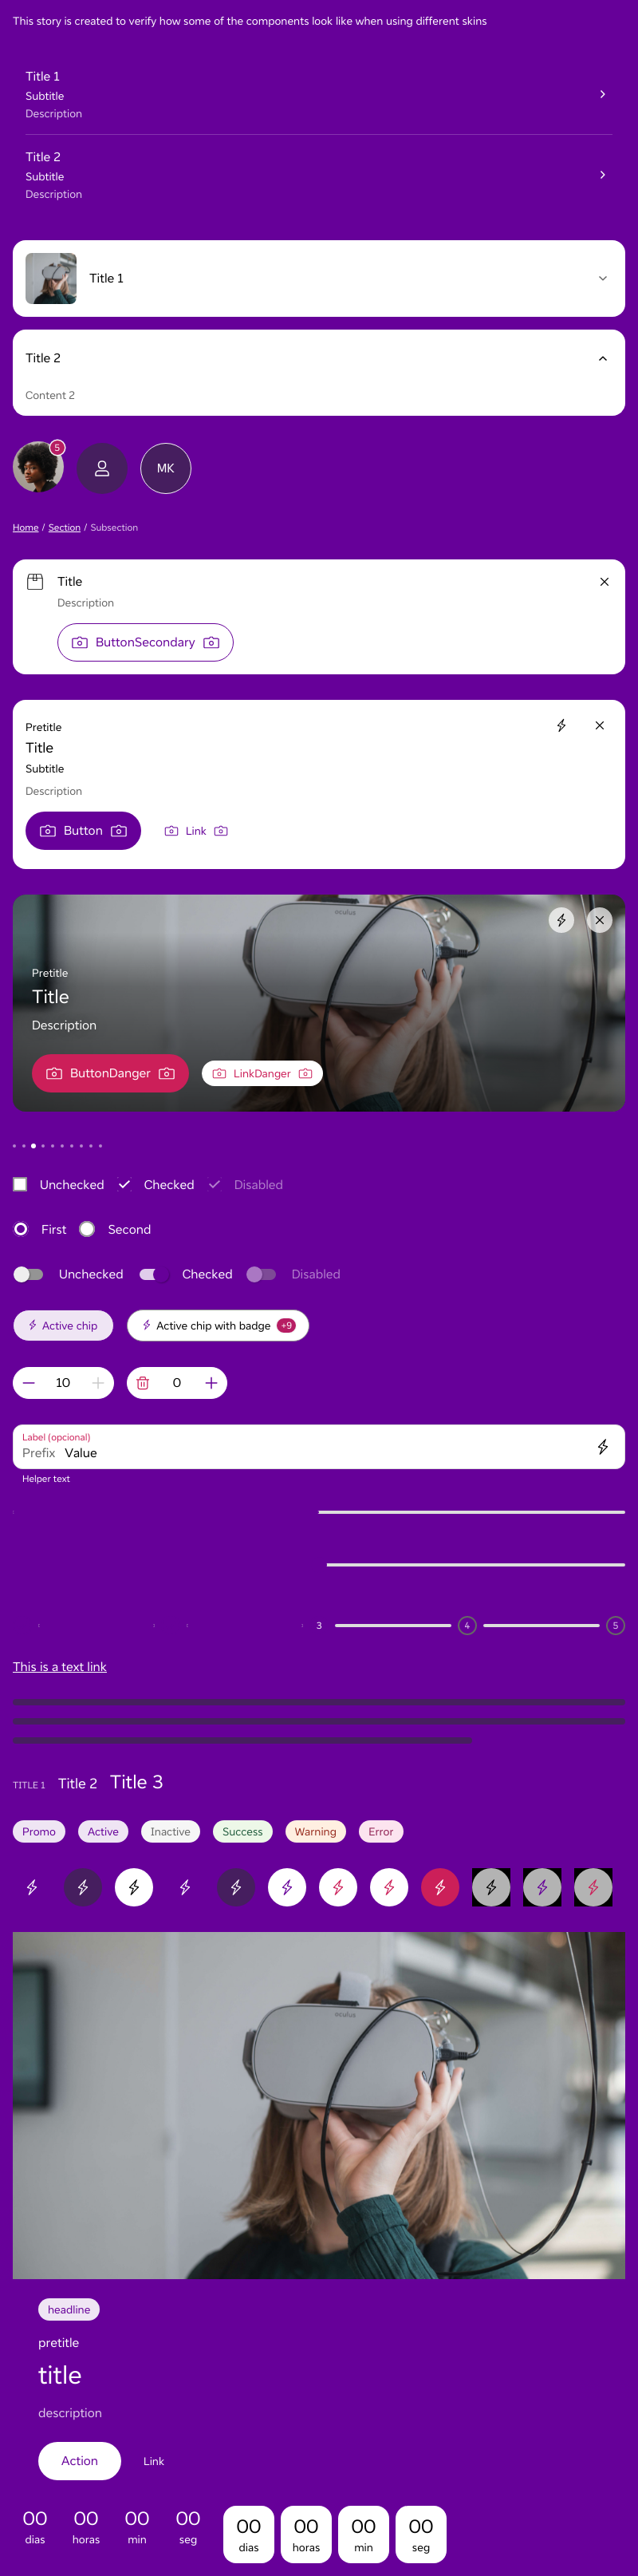 This story is created to verify how some of the components look like when using different skins
Title 1
Subtitle
Description
Title 2
Subtitle
Description
Title 1
Title 2
Content 2
5
MK
Home / Section / Subsection
Title
Description
ButtonSecondary
Pretitle
Title
Subtitle
Description
Button Link
oculus
Pretitle
Title
Description
ButtonDanger LinkDanger
Unchecked Checked Disabled
First Second
Unchecked Checked Disabled
Active chip Active chip with badge +9
10 0
Label (opcional)
Prefix Value
Helper text
3 4 5
This is a text link
TITLE 1 Title 2 Title 3
Promo Active Inactive Success Warning Error
oculus
headline
pretitle
title
description
Action Link
00 00 00 00 00 00 00 00
dias horas min seg dias horas min seg